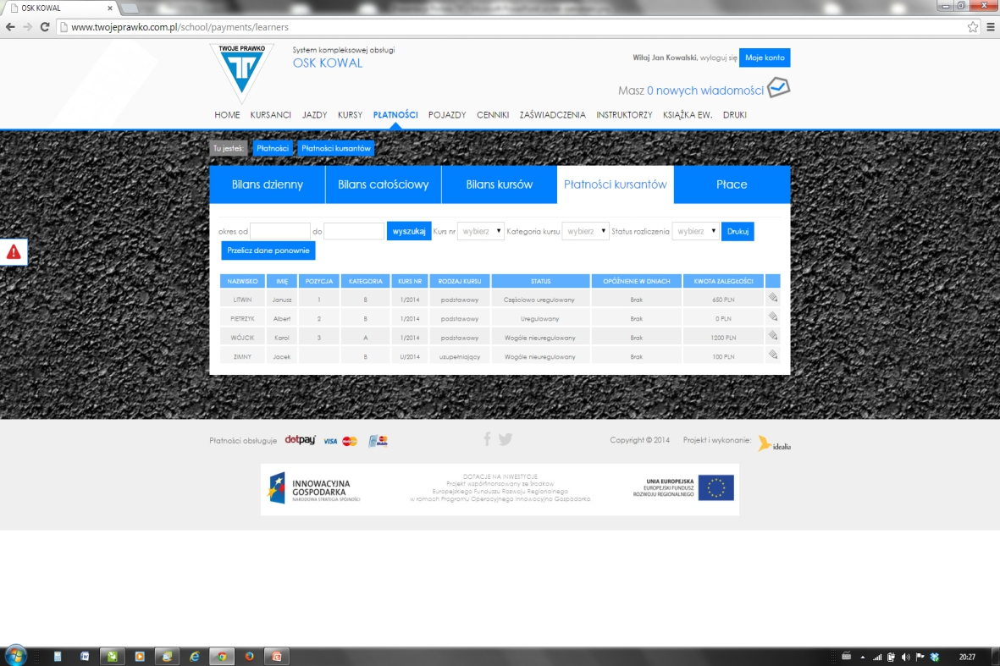 OSK KOWAL
www.twojeprawko.com.pl/school/payments/learners
TWOJE PRAWKO
System kompleksowej obsługi
OSK KOWAL
Witaj Jan Kowalski, wyloguj się Moje konto
Masz 0 nowych wiadomości
HOME KURSANCI JAZDY KURSY PŁATNOŚCI POJAZDY CENNIKI ZAŚWIADCZENIA INSTRUKTORZY KSIĄŻKA EW. DRUKI
Tu jesteś: Płatności Płatności kursantów
Bilans dzienny Bilans całościowy Bilans kursów Płatności kursantów Płace
okres od do wyszukaj Kurs nr wybierz Kategoria kursu wybierz Status rozliczenia wybierz Drukuj
Przelicz dane ponownie
NAZWISKO IMIĘ POZYCJA KATEGORIA KURS NR RODZAJ KURSU STATUS OPÓŹNIENIE W DNIACH KWOTA ZALEGŁOŚCI
LITWIN Janusz 1 B 1/2014 podstawowy Częściowo uregulowany Brak 650 PLN
PIETRZYK Albert 2 B 1/2014 podstawowy Uregulowany Brak 0 PLN
WÓJCIK Karol 3 A 1/2014 podstawowy Wogóle nieuregulowany Brak 1200 PLN
ZIMNY Jacek B U/2014 uzupełniający Wogóle nieuregulowany Brak 100 PLN
Płatności obsługuje dotpay VISA
Copyright © 2014 Projekt i wykonanie: idealia
INNOWACYJNA
GOSPODARKA
NARODOWA STRATEGIA SPÓJNOŚCI
DOTACJE NA INWESTYCJE
Projekt współfinansowany ze środków
Europejskiego Funduszu Rozwoju Regionalnego
w ramach Programu Operacyjnego Innowacyjna Gospodarka
UNIA EUROPEJSKA
EUROPEJSKI FUNDUSZ
ROZWOJU REGIONALNEGO
20:27